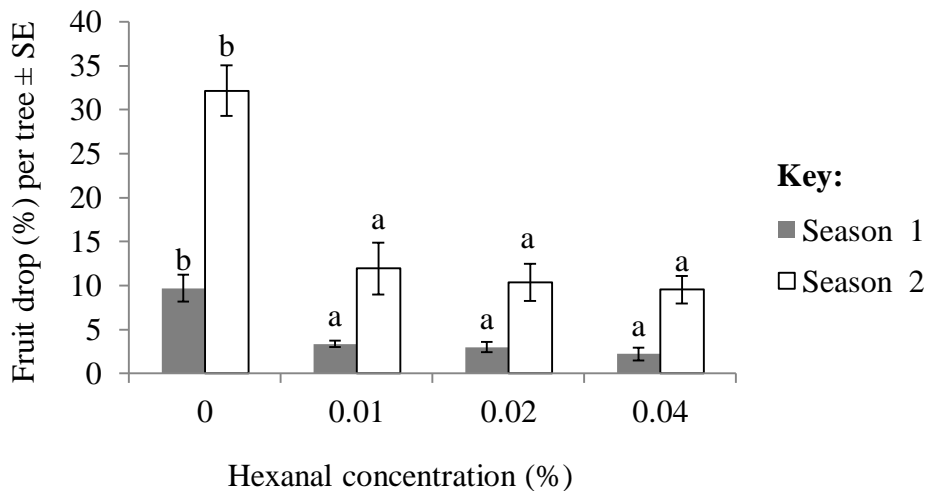 Fruit drop (%) per tree ± SE
40
35
30
25
20
15
10
5
0
b
b
a
a
a
a
a
a
0
0.01
0.02
0.04
Hexanal concentration (%)
Key:
Season 1
Season 2